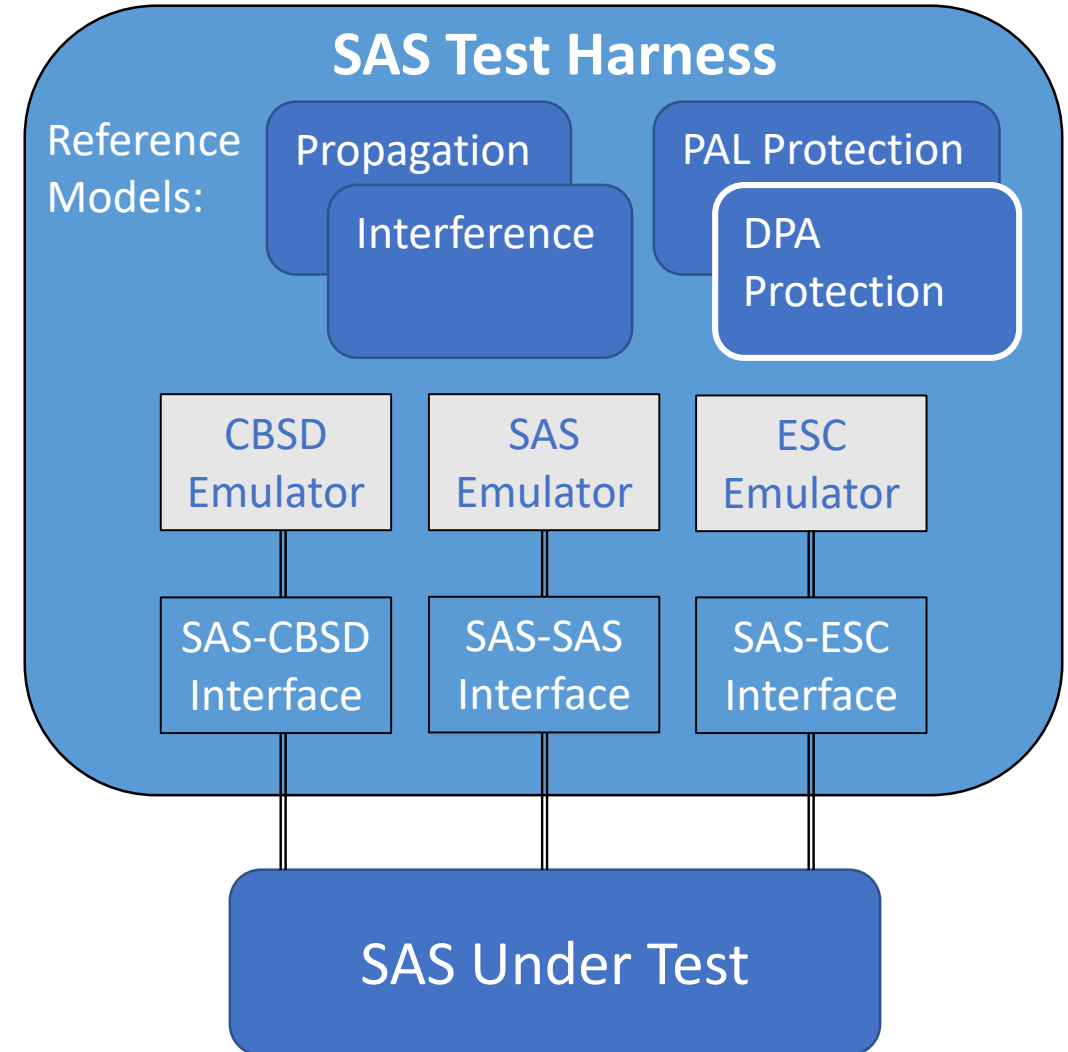 SAS Test Harness
Reference
Models:
Propagation
Interference
PAL Protection
DPA
Protection
CBSD
Emulator
SAS
Emulator
ESC
Emulator
SAS-CBSD
Interface
SAS-SAS
Interface
SAS-ESC
Interface
SAS Under Test